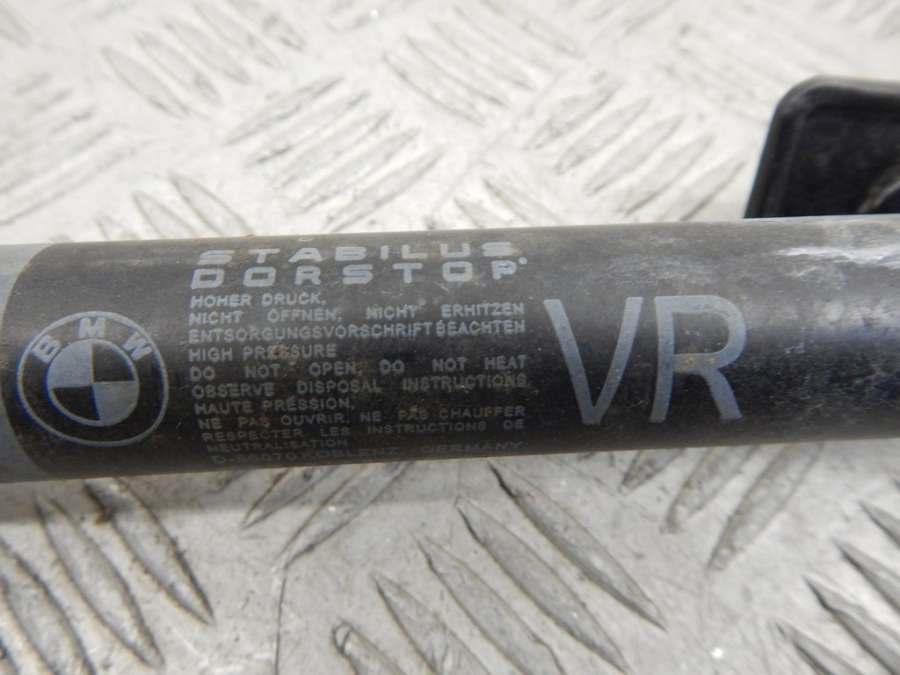 BMW
STABILUS
DORSTOP®
HOHER DRUCK,
NICHT ÖFFNEN, NICHT ERHITZEN
ENTSORGUNGSVORSCHRIFT BEACHTEN
HIGH PRESSURE
DO NOT OPEN, DO NOT HEAT
OBSERVE DISPOSAL INSTRUCTIONS
HAUTE PRESSION,
NE PAS OUVRIR, NE PAS CHAUFFER
RESPECTER LES INSTRUCTIONS DE
NEUTRALISATION
D-56070 KOBLENZ, GERMANY
VR